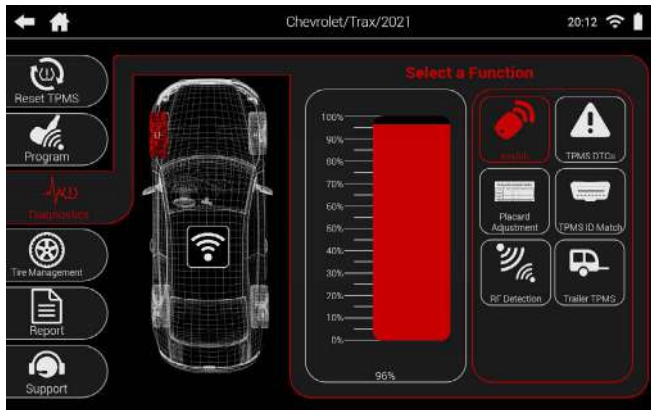 Chevrolet/Trax/2021
20:12
Reset TPMS
Program
Diagnostics
Tire Management
Report
Support
Select a Function
100%
90%
80%
70%
60%
50%
40%
30%
20%
10%
0%
96%
TPMS DTCs
Placard
Adjustment
TPMS ID Match
RF Detection
Trailer TPMS